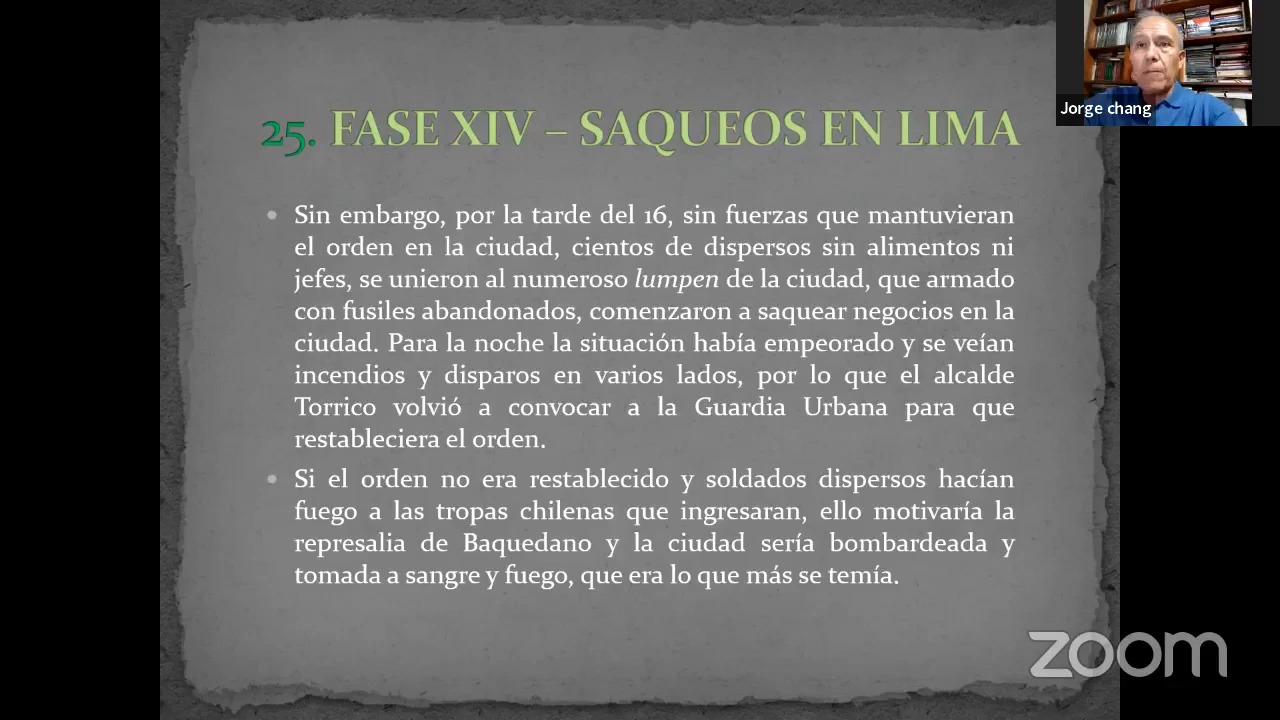 Jorge chang
25. FASE XIV – SAQUEOS EN LIMA
• Sin embargo, por la tarde del 16, sin fuerzas que mantuvieran
el orden en la ciudad, cientos de dispersos sin alimentos ni
jefes, se unieron al numeroso lumpen de la ciudad, que armado
con fusiles abandonados, comenzaron a saquear negocios en la
ciudad. Para la noche la situación había empeorado y se veían
incendios y disparos en varios lados, por lo que el alcalde
Torrico volvió a convocar a la Guardia Urbana para que
restableciera el orden.
• Si el orden no era restablecido y soldados dispersos hacían
fuego a las tropas chilenas que ingresaran, ello motivaría la
represalia de Baquedano y la ciudad sería bombardeada y
tomada a sangre y fuego, que era lo que más se temía.
zoom